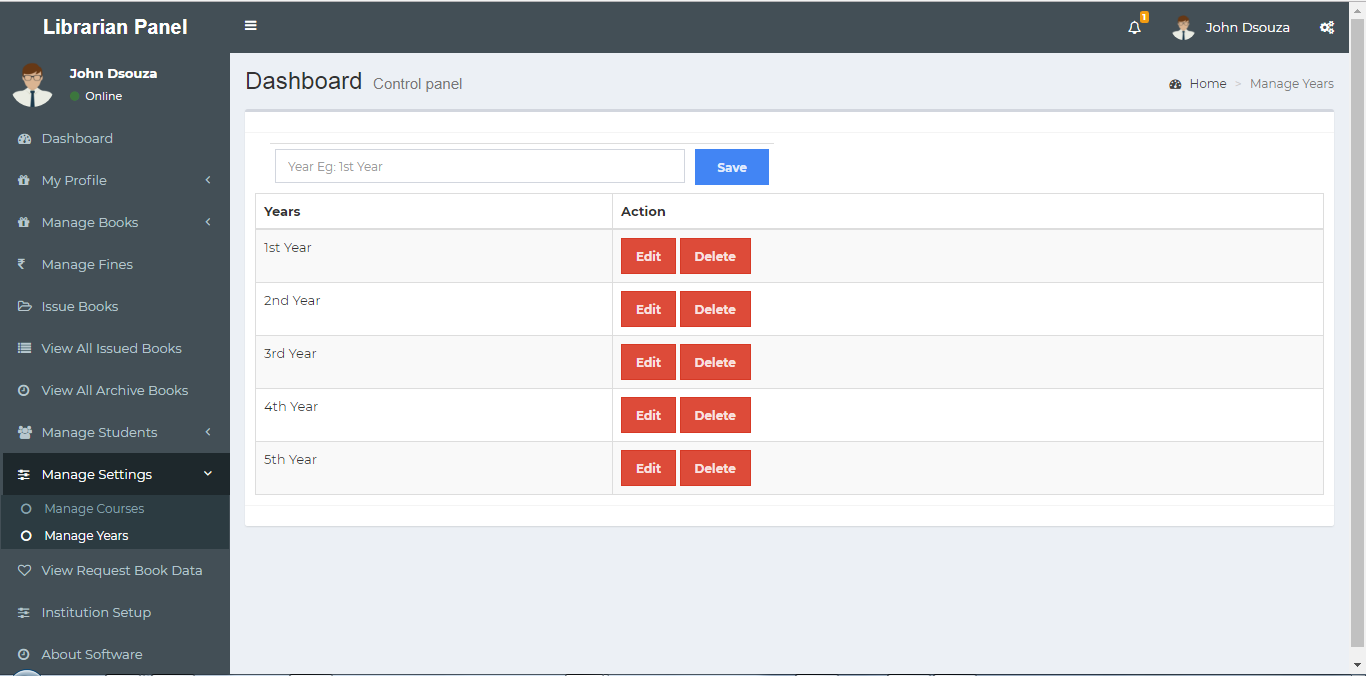 Librarian Panel
1
John Dsouza
John Dsouza
Online
Dashboard
My Profile
Manage Books
Manage Fines
Issue Books
View All Issued Books
View All Archive Books
Manage Students
Manage Settings
Manage Courses
Manage Years
View Request Book Data
Institution Setup
About Software
Dashboard Control panel
Home > Manage Years
Year Eg: 1st Year
Save
Years Action
1st Year Edit Delete
2nd Year Edit Delete
3rd Year Edit Delete
4th Year Edit Delete
5th Year Edit Delete